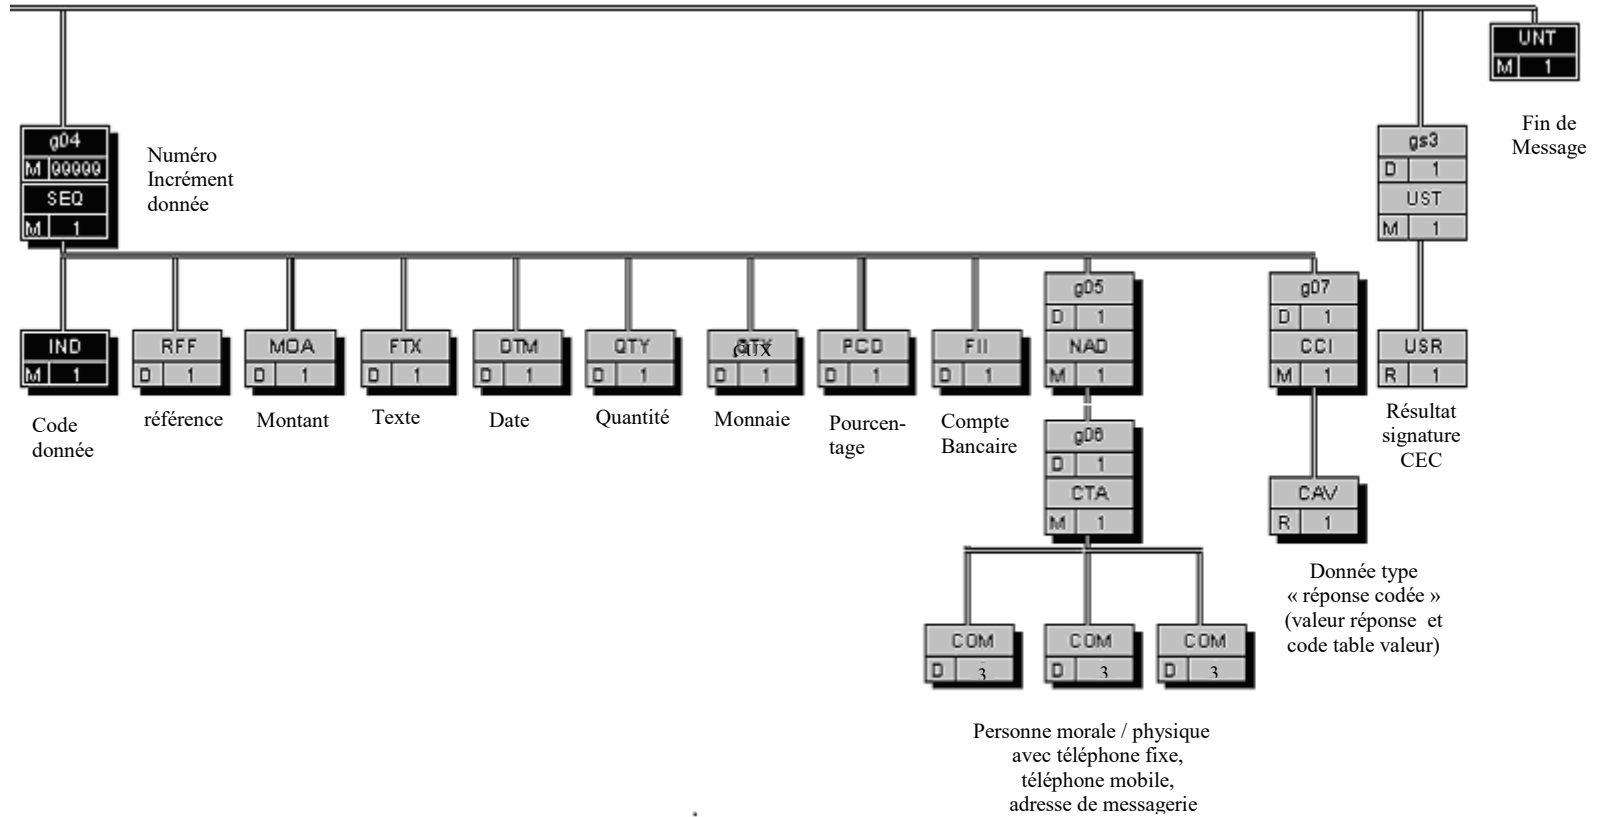 UNT
M 1
Fin de
Message
g04
M 99999
SEQ
M 1
Numéro
Incrément
donnée
gs3
D 1
UST
M 1
IND
M 1
Code
donnée
RFF
D 1
référence
MOA
D 1
Montant
FTX
D 1
Texte
DTM
D 1
Date
QTY
D 1
Quantité
CUX
D 1
Monnaie
PCD
D 1
Pourcen-
tage
FII
D 1
Compte
Bancaire
g05
D 1
NAD
M 1
g06
D 1
CTA
M 1
COM
D 3
COM
D 3
COM
D 3
Personne morale / physique
avec téléphone fixe,
téléphone mobile,
adresse de messagerie
g07
D 1
CCI
M 1
CAV
R 1
Donnée type
« réponse codée »
(valeur réponse et
code table valeur)
USR
R 1
Résultat
signature
CEC